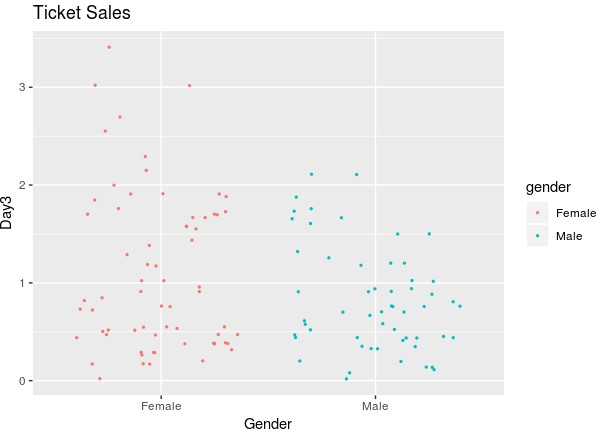 Ticket Sales
3
2
1
0
Day3
Female
Male
Gender
gender
Female
Male